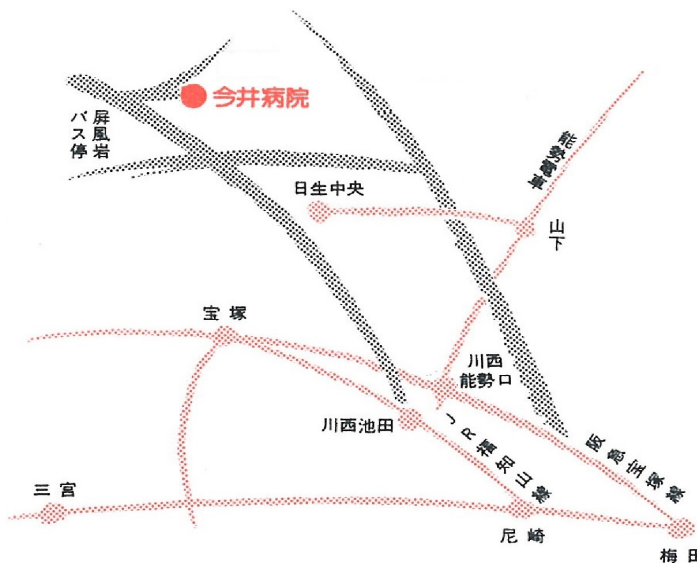 今井病院
屏風岩
バス停
能勢電車
日生中央
山下
宝塚
川西
能勢口
川西池田
JR福知山線
阪急宝塚線
三宮
尼崎
梅田